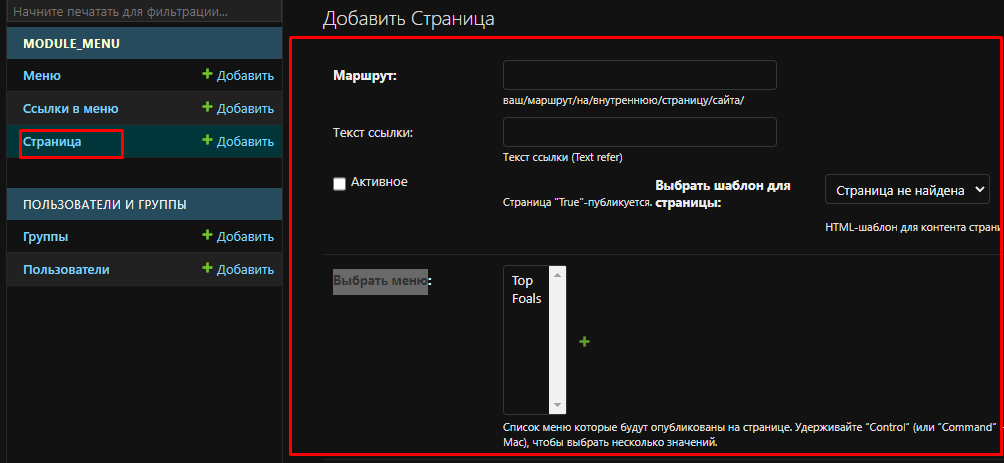 Начните печатать для фильтрации...
MODULE_MENU
Меню
Добавить
Ссылки в меню
Добавить
Страница
Добавить
ПОЛЬЗОВАТЕЛИ И ГРУППЫ
Группы
Добавить
Пользователи
Добавить
Добавить Страница
Маршрут:
ваш/маршрут/на/внутреннюю/страницу/сайта/
Текст ссылки:
Текст ссылки (Text refer)
Активное
Страница "True"-публикуется.
Выбрать шаблон для
страницы:
Страница не найдена
HTML-шаблон для контента страни
Выбрать меню:
Top
Foals
Список меню которые будут опубликованы на странице. Удерживайте "Control" (или "Command" -
Mac), чтобы выбрать несколько значений.